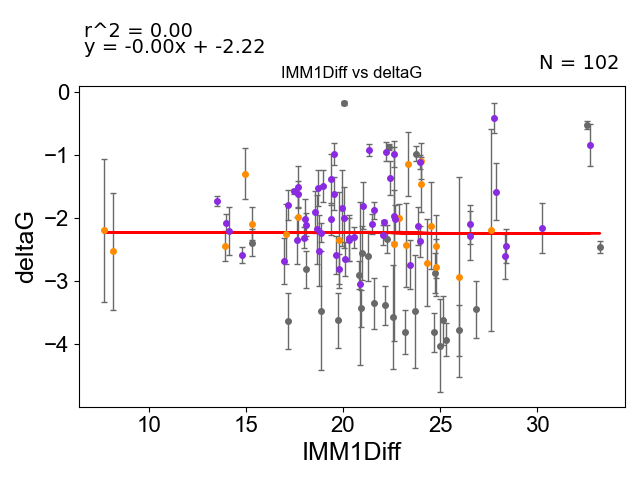 r^2 = 0.00
y = -0.00x + -2.22
N = 102
IMM1Diff vs deltaG
0
−1
−2
−3
−4
deltaG
10 15 20 25 30
IMM1Diff